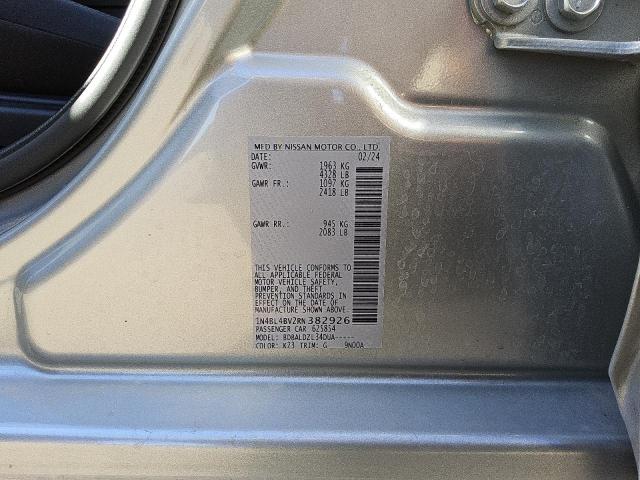 MFD BY NISSAN MOTOR CO., LTD.
DATE: 02/24
GVWR: 1963 KG
4328 LB
GAWR FR.: 1097 KG
2418 LB
GAWR RR.: 945 KG
2083 LB
THIS VEHICLE CONFORMS TO
ALL APPLICABLE FEDERAL
MOTOR VEHICLE SAFETY,
BUMPER, AND THEFT
PREVENTION STANDARDS IN
EFFECT ON THE DATE OF
MANUFACTURE SHOWN ABOVE.
1N4BL4BV2RN382926
PASSENGER CAR 625854
MODEL: BDBALDZL34DUA-----
COLOR: K23 TRIM: G 9N00A